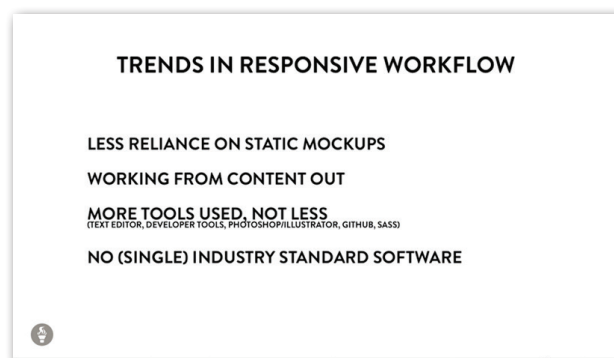 TRENDS IN RESPONSIVE WORKFLOW
LESS RELIANCE ON STATIC MOCKUPS
WORKING FROM CONTENT OUT
MORE TOOLS USED, NOT LESS
(TEXT EDITOR, DEVELOPER TOOLS, PHOTOSHOP/ILLUSTRATOR, GITHUB, SASS)
NO (SINGLE) INDUSTRY STANDARD SOFTWARE